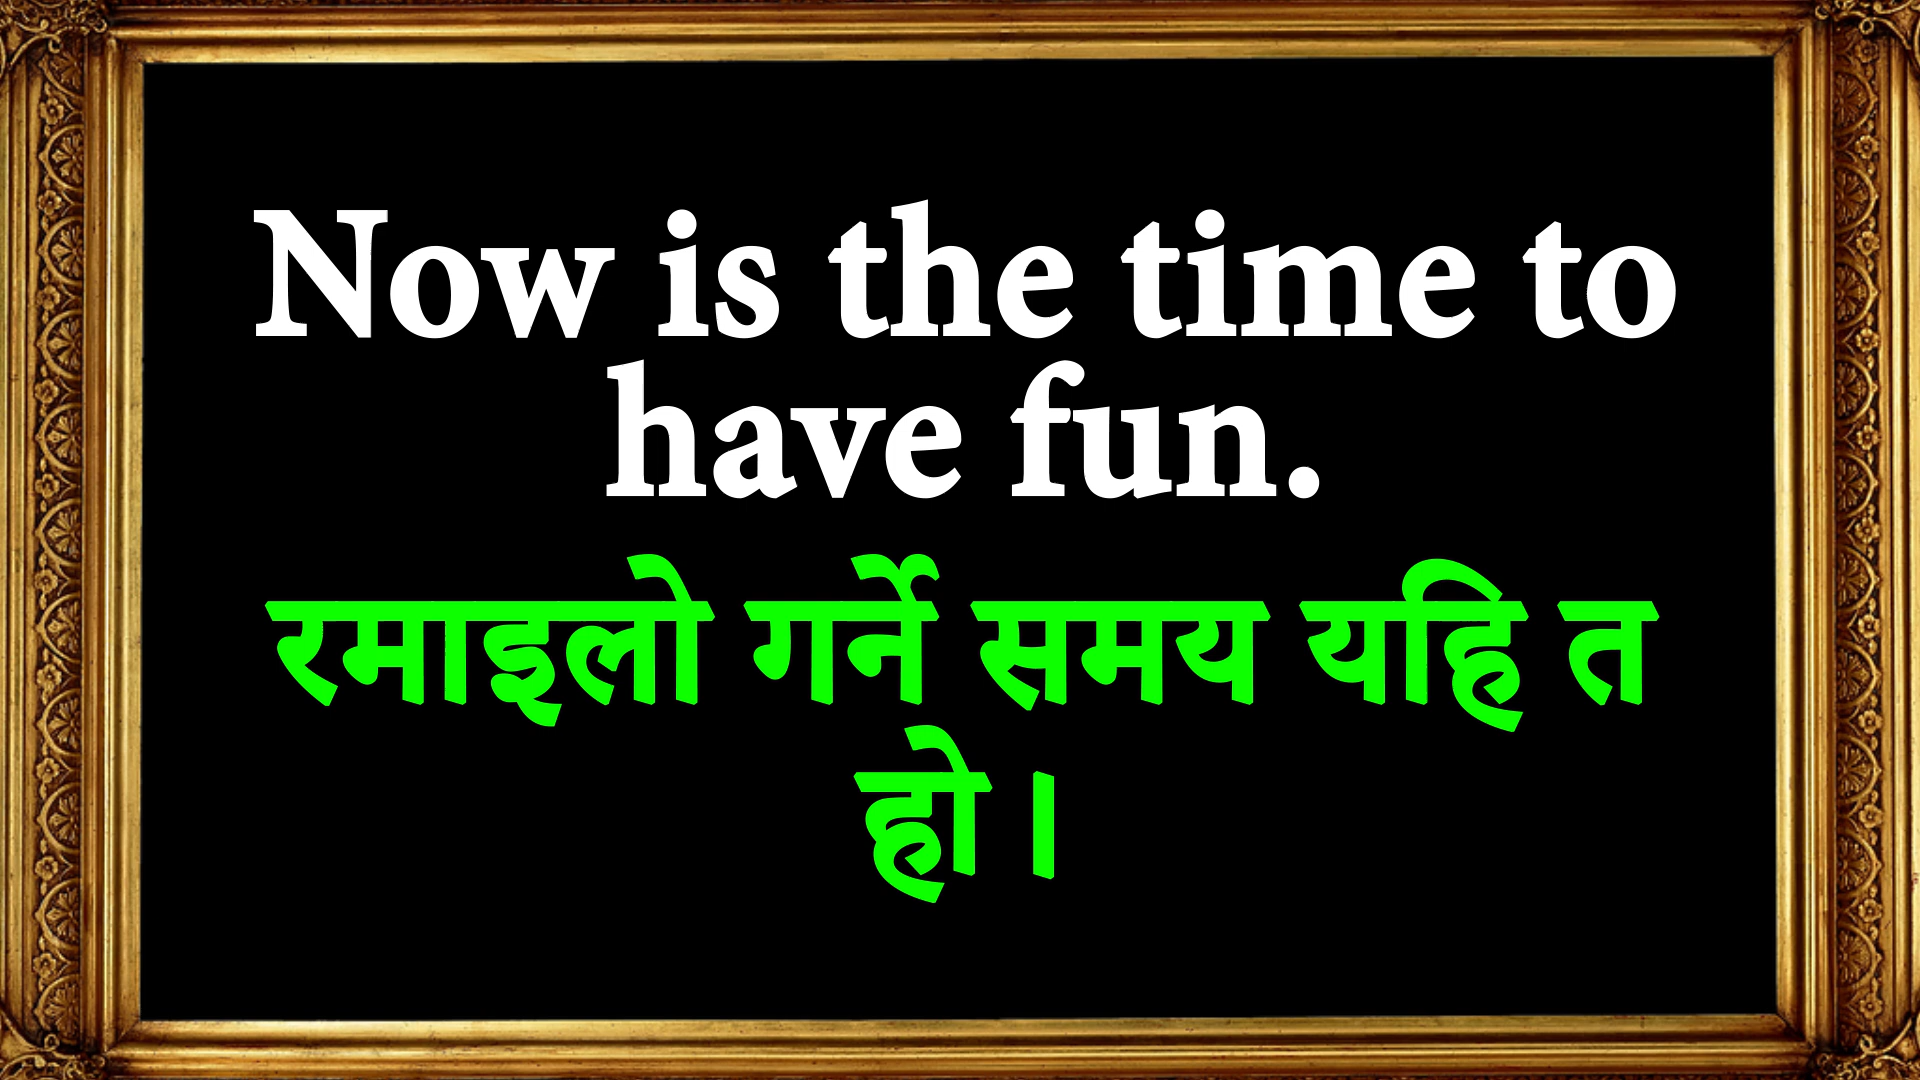 Now is the time to
have fun.
रमाइलो गर्ने समय यहि त
हो।